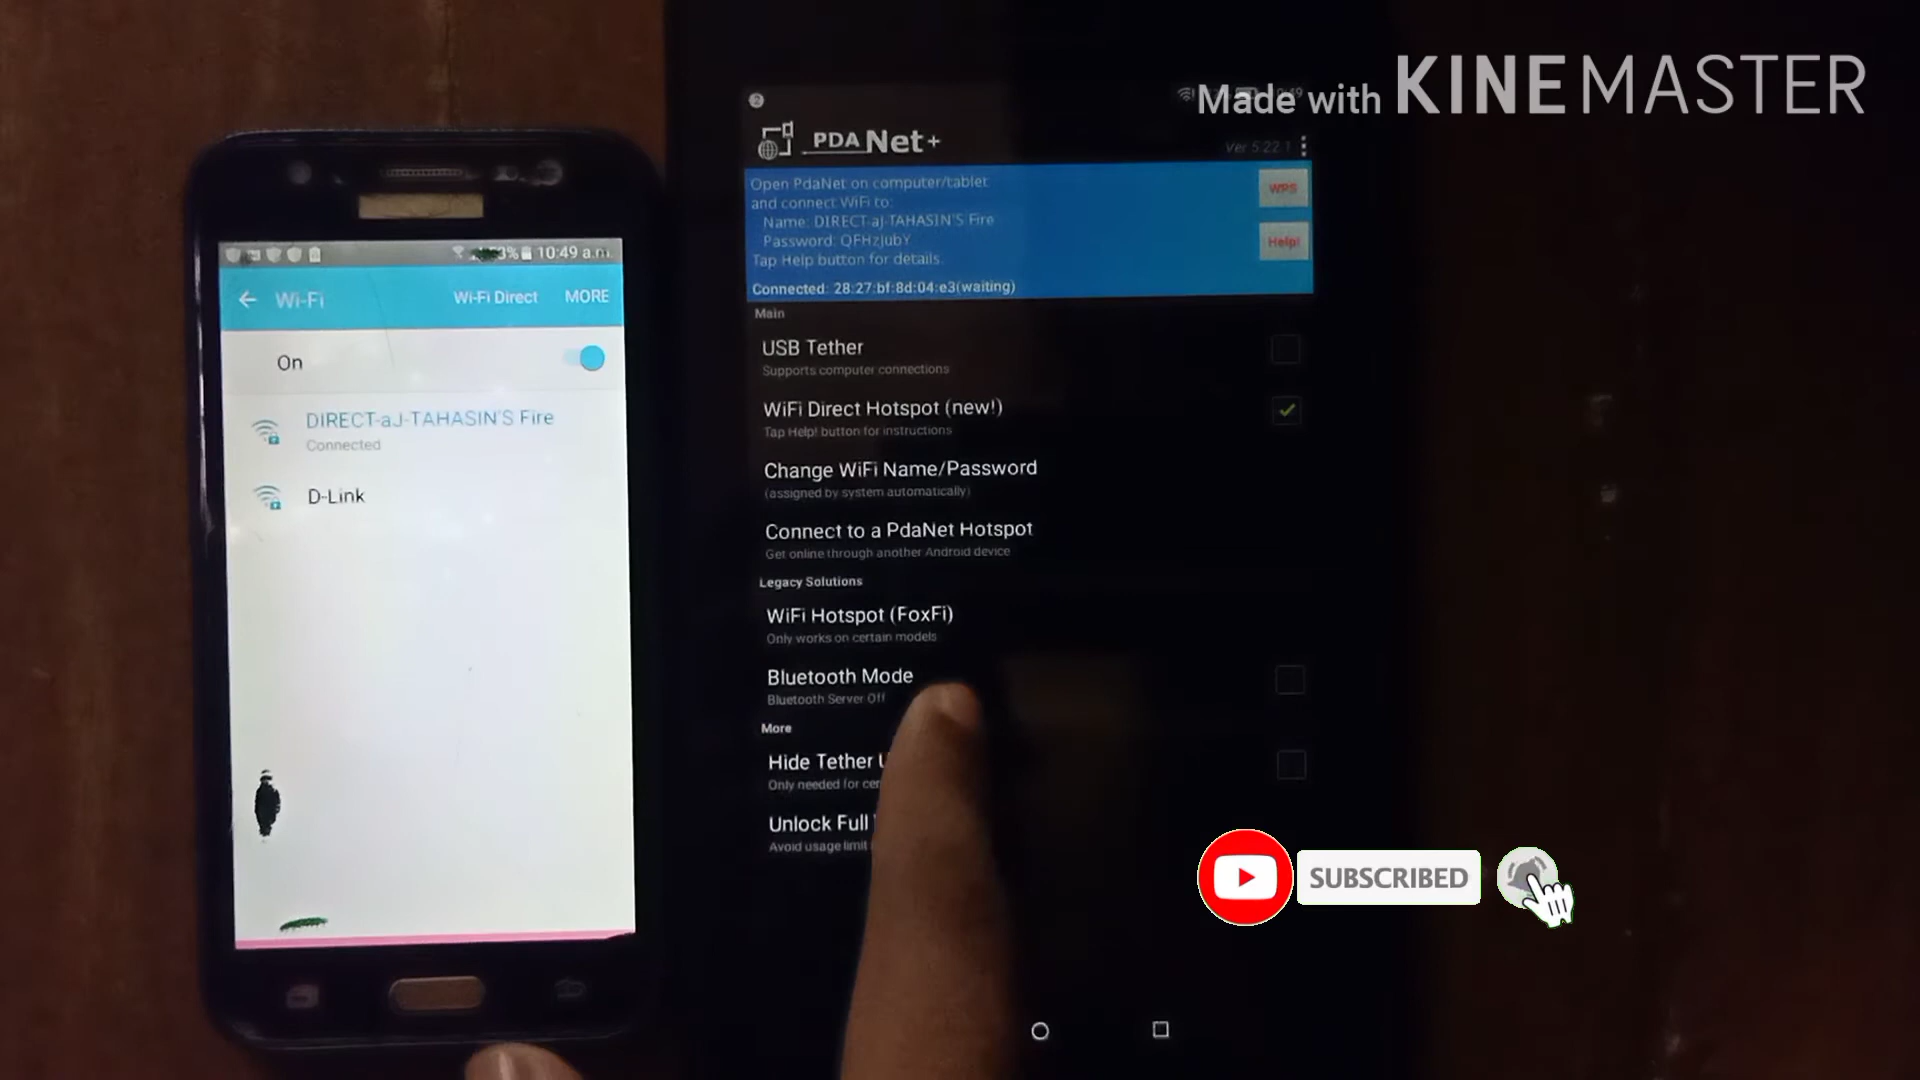 Made with KINEMASTER
3% 10:49 a.m.
Wi-Fi
Wi-Fi Direct
MORE
On
DIRECT-aJ-TAHASIN'S Fire
Connected
D-Link
PDA Net+
Ver 5.22.1
Open PdaNet on computer/tablet
and connect WiFi to:
Name: DIRECT-aJ-TAHASIN'S Fire
Password: QFHzJubY
Tap Help button for details.
Connected: 28:27:bf:8d:04:e3(waiting)
WPS
Help!
Main
USB Tether
Supports computer connections
WiFi Direct Hotspot (new!)
Tap Help! button for instructions
Change WiFi Name/Password
(assigned by system automatically)
Connect to a PdaNet Hotspot
Get online through another Android device
Legacy Solutions
WiFi Hotspot (FoxFi)
Only works on certain models
Bluetooth Mode
Bluetooth Server Off
More
Hide Tether U
Only needed for cer
Unlock Full
Avoid usage limit
SUBSCRIBED